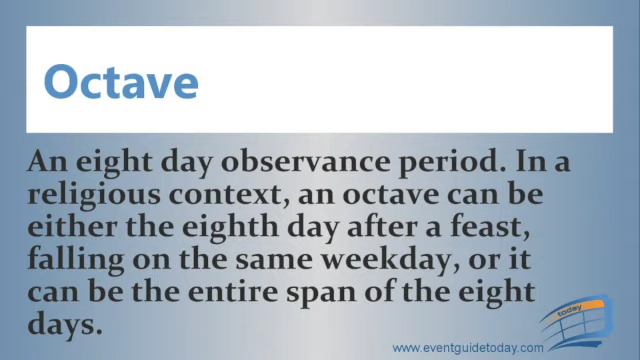 Octave
An eight day observance period. In a
religious context, an octave can be
either the eighth day after a feast,
falling on the same weekday, or it
can be the entire span of the eight
days.
today
www.eventguidetoday.com